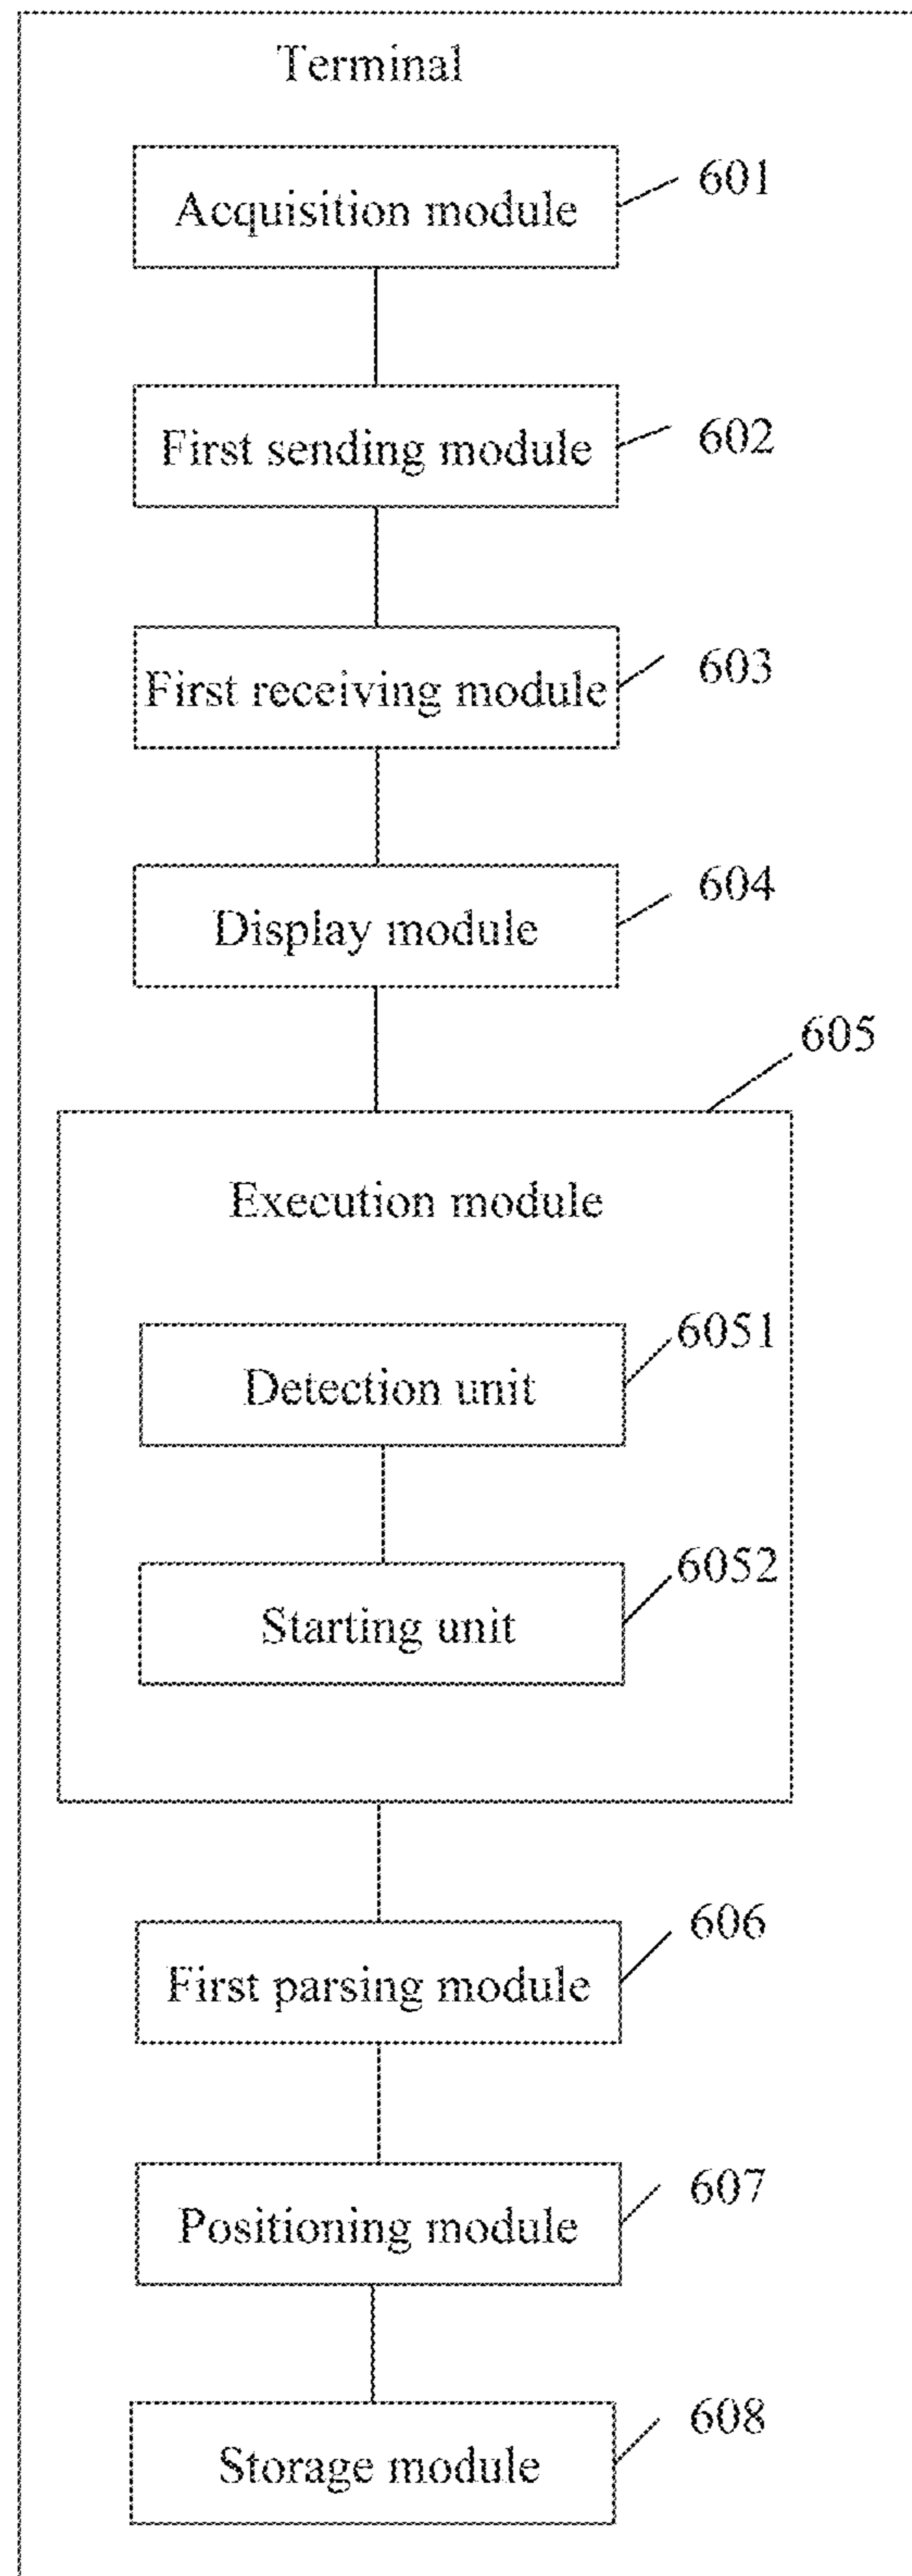 Terminal
Acquisition module
601
First sending module
602
First receiving module
603
Display module
604
605
Execution module
6051
Detection unit
6052
Starting unit
606
First parsing module
607
Positioning module
608
Storage module